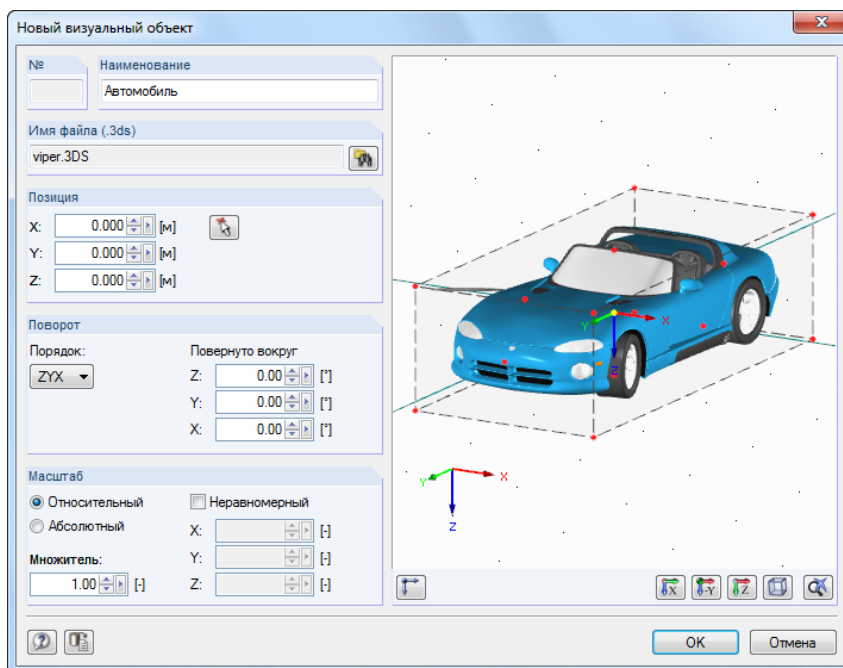 Новый визуальный объект
№
Наименование
Автомобиль
Имя файла (.3ds)
viper.3DS
Позиция
X: 0.000 [м]
Y: 0.000 [м]
Z: 0.000 [м]
Поворот
Порядок: Повернуто вокруг
ZYX Z: 0.00 [°]
Y: 0.00 [°]
X: 0.00 [°]
Масштаб
Относительный Неравномерный
Абсолютный X: [-]
Множитель: Y: [-]
1.00 [-] Z: [-]
X
Y
Z
X
Y
Z
X -Y Z
OK Отмена